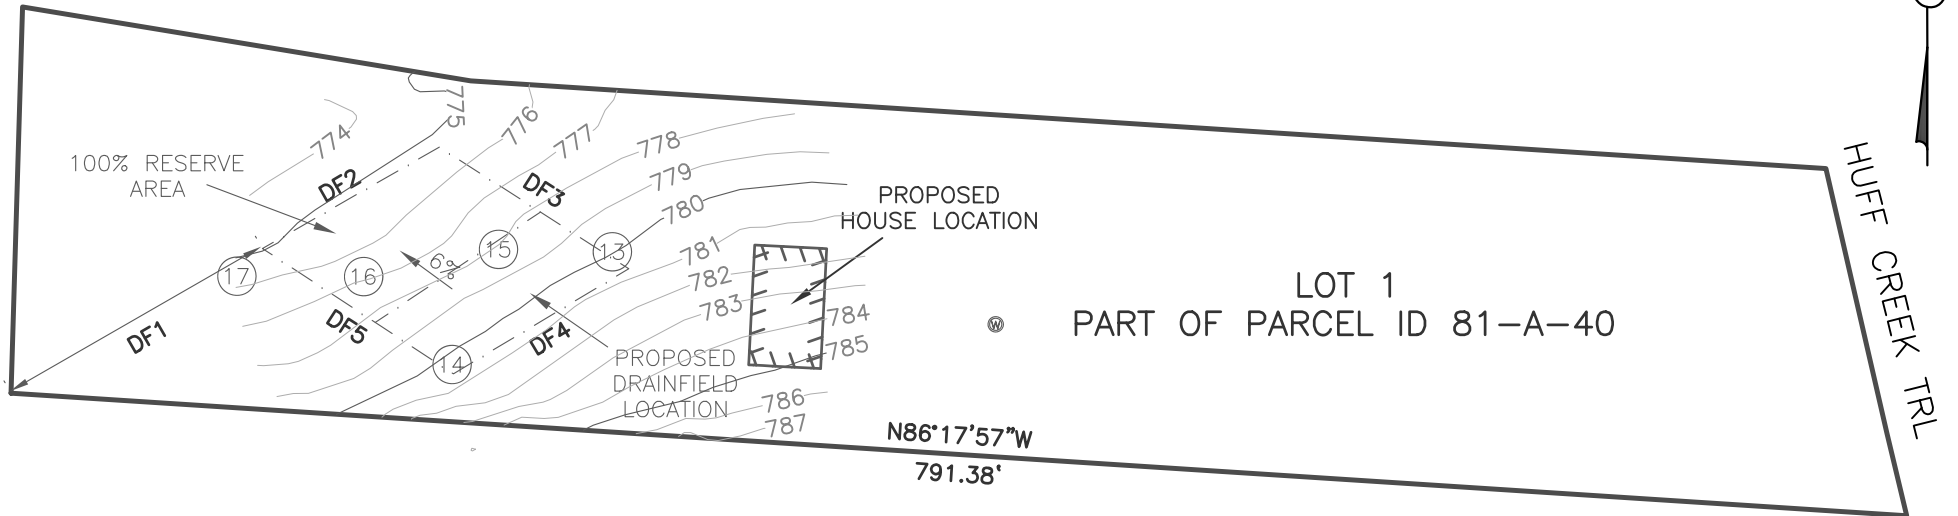 774
775
776
777
778
779
780
781
782
783
784
785
786
787
100% RESERVE
AREA
DF2
DF3
PROPOSED
HOUSE LOCATION
17
16
15
13
14
6%
DF1
DF5
DF4
PROPOSED
DRAINFIELD
LOCATION
W
LOT 1
PART OF PARCEL ID 81-A-40
HUFF CREEK TRL
N86°17'57"W
791.38'